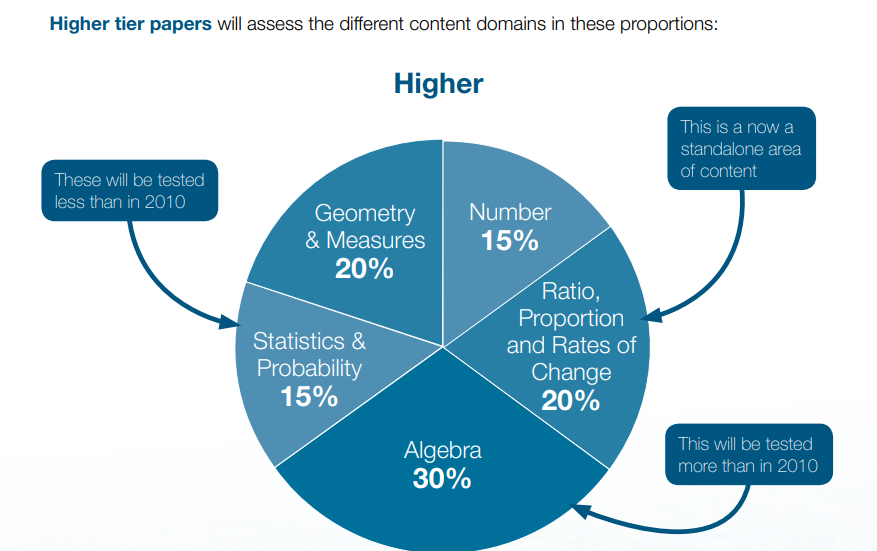 Higher tier papers will assess the different content domains in these proportions:
Higher
This is a now a
standalone area
of content
These will be tested
less than in 2010
Geometry
& Measures
20%
Number
15%
Ratio,
Proportion
and Rates of
Change
20%
Statistics &
Probability
15%
Algebra
30%
This will be tested
more than in 2010